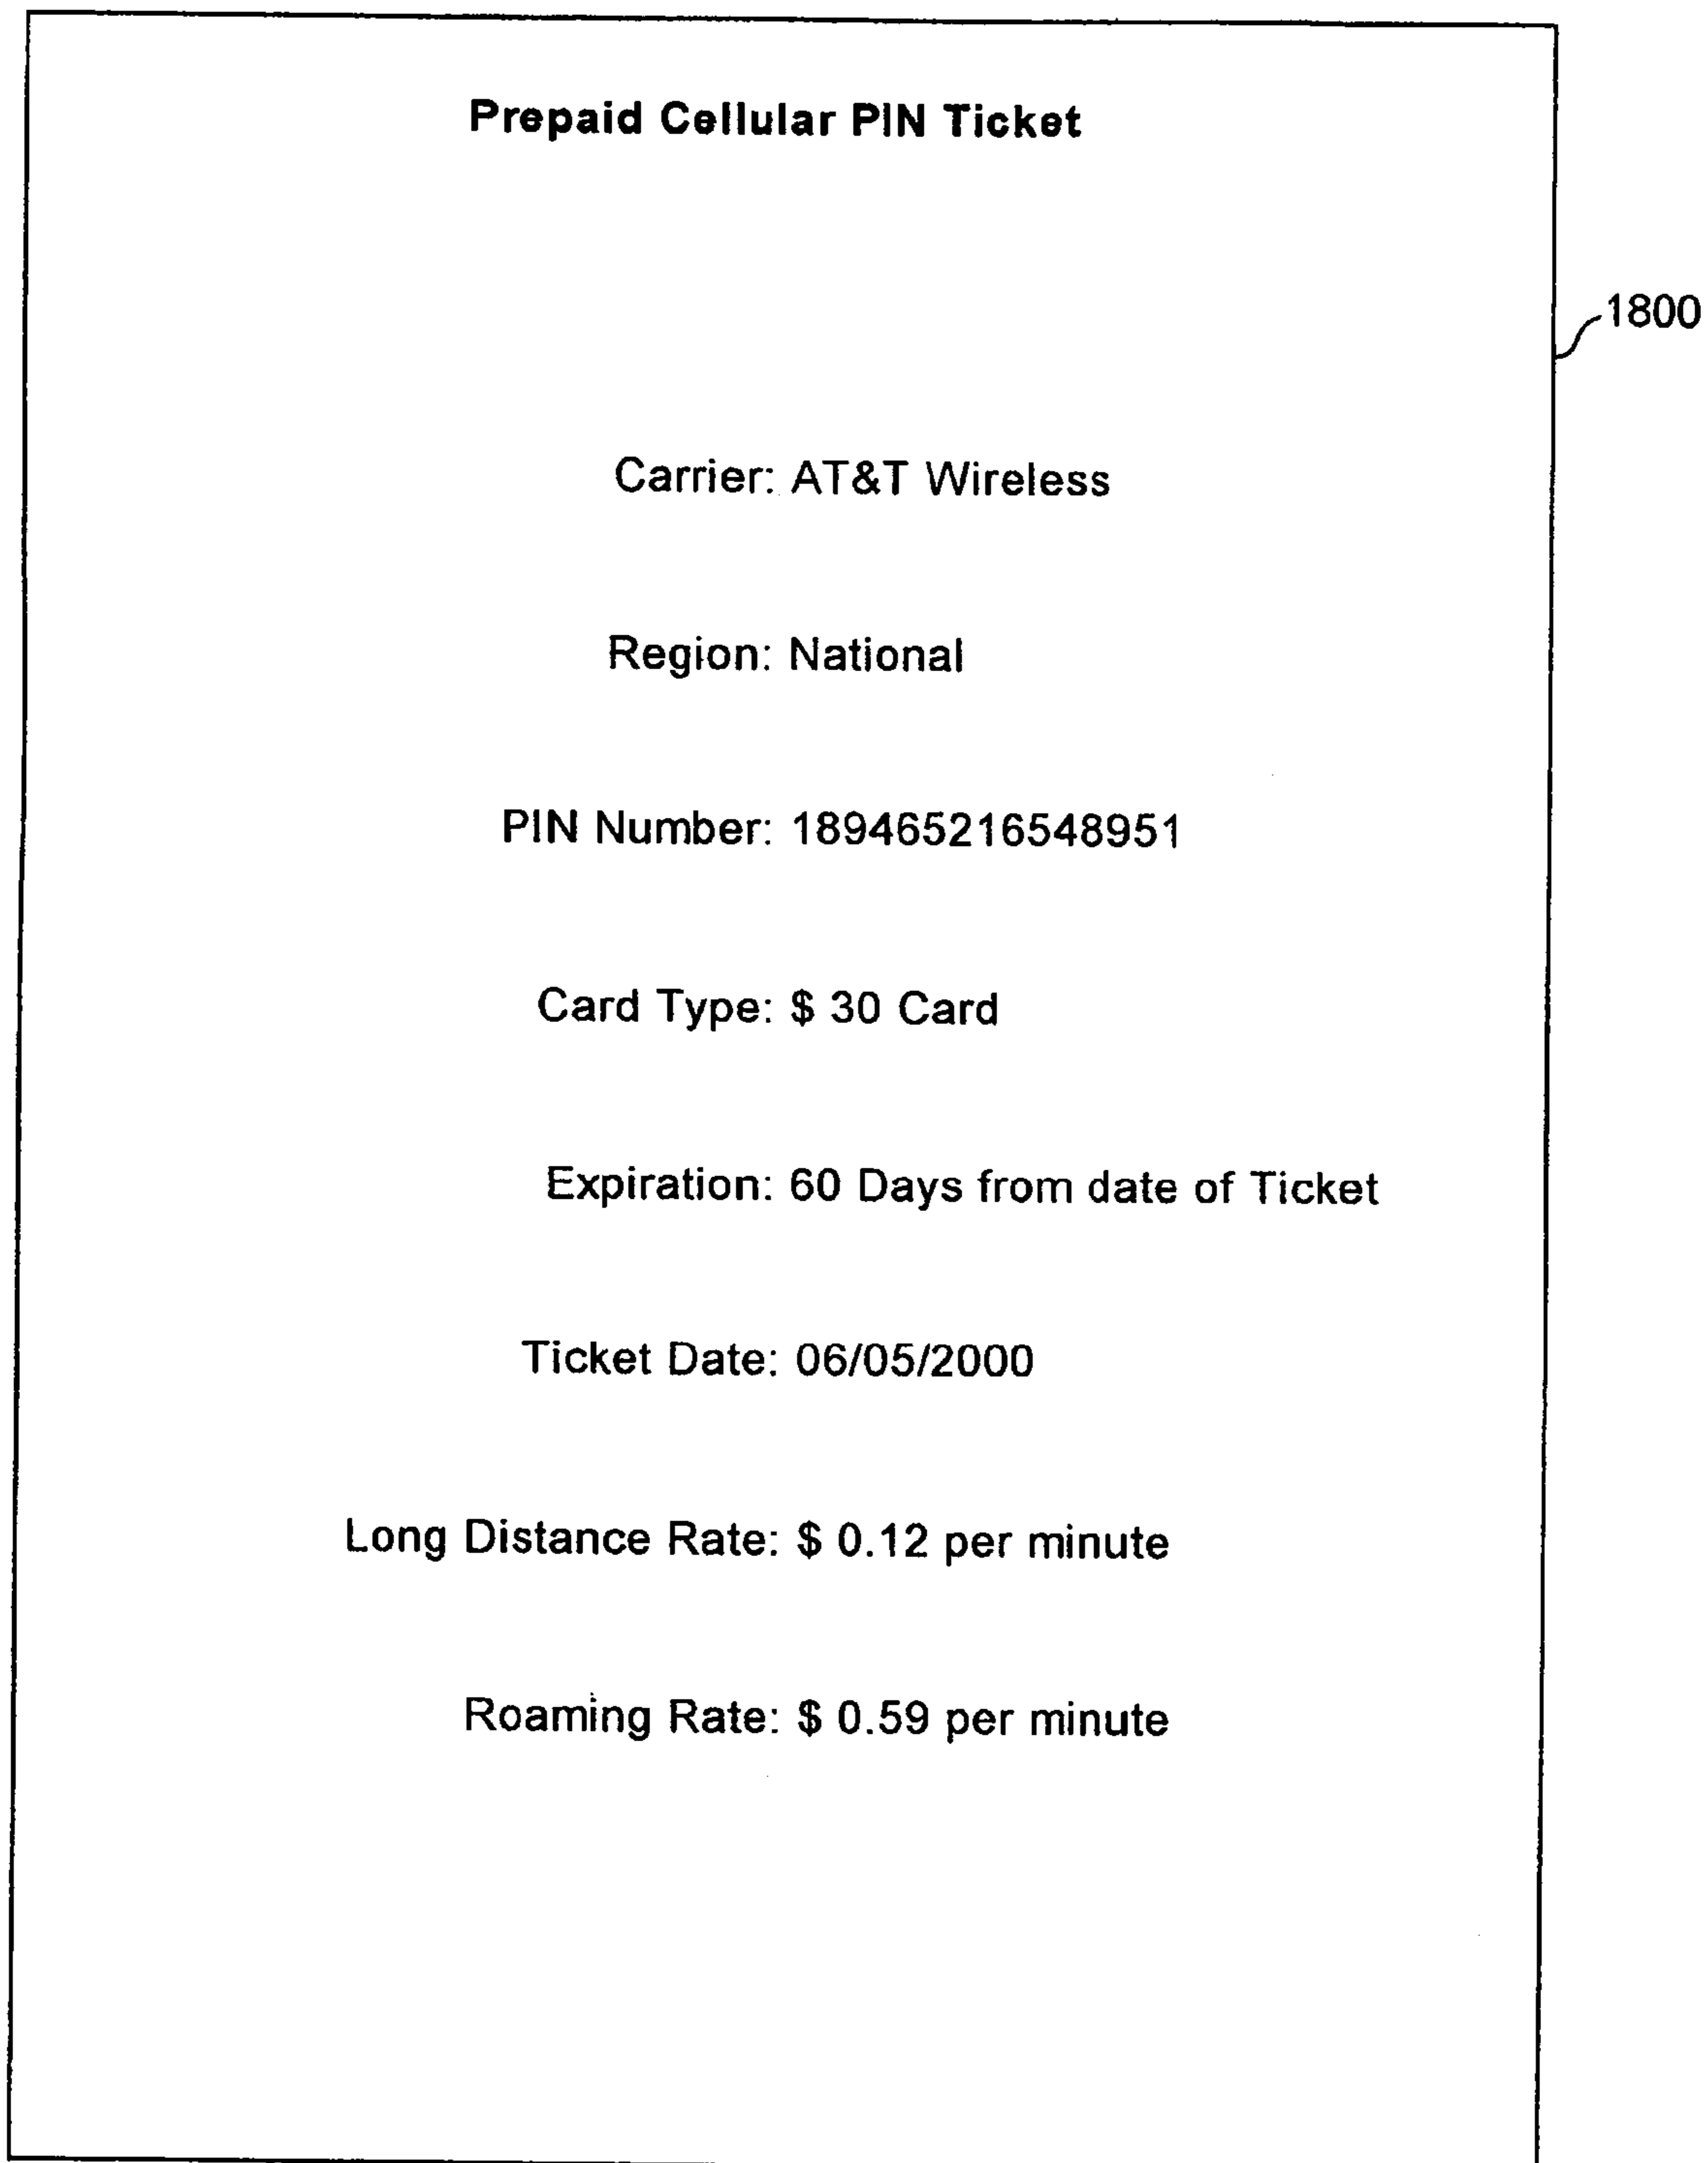 Prepaid Cellular PIN Ticket
1800
Carrier: AT&T Wireless
Region: National
PIN Number: 189465216548951
Card Type: $ 30 Card
Expiration: 60 Days from date of Ticket
Ticket Date: 06/05/2000
Long Distance Rate: $ 0.12 per minute
Roaming Rate: $ 0.59 per minute